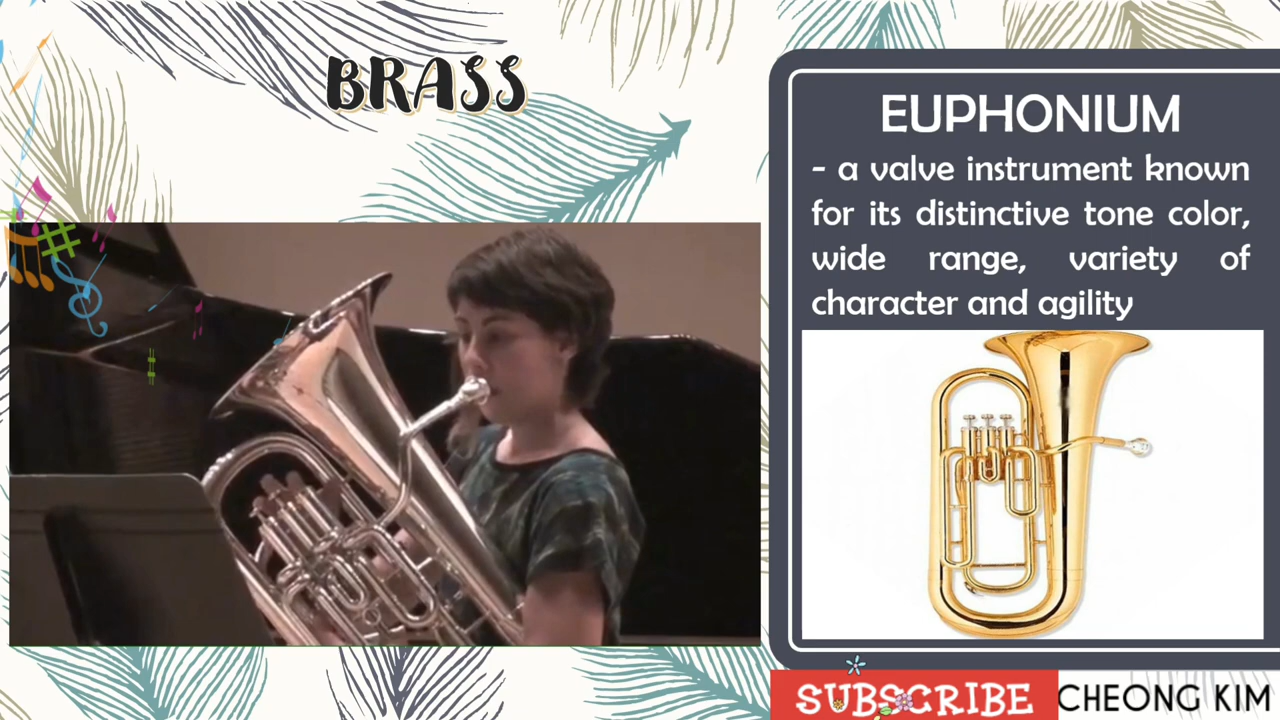 BRASS
EUPHONIUM
- a valve instrument known
for its distinctive tone color,
wide range, variety of
character and agility
SUBSCRIBE CHEONG KIM